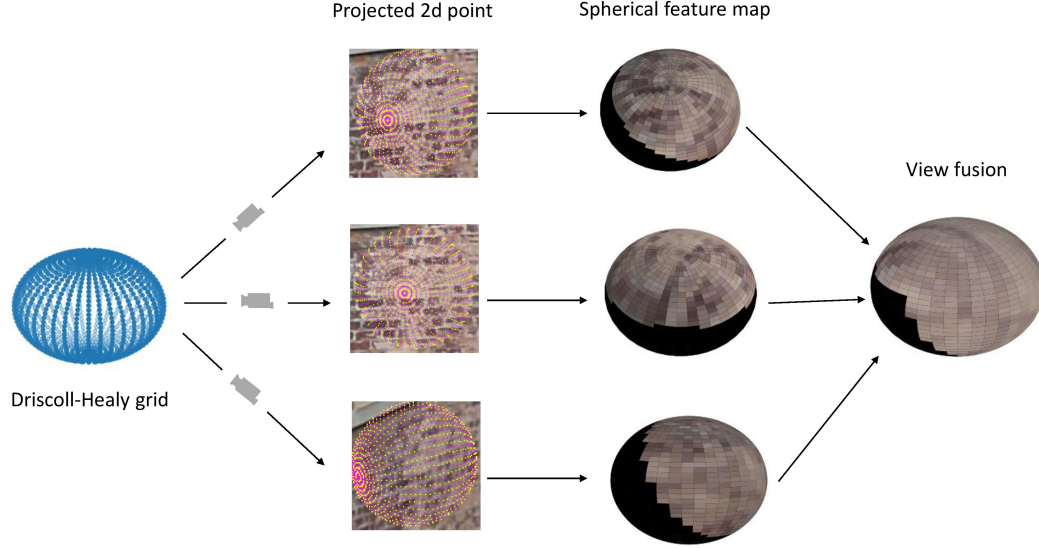 Projected 2d point
Spherical feature map
View fusion
Driscoll-Healy grid